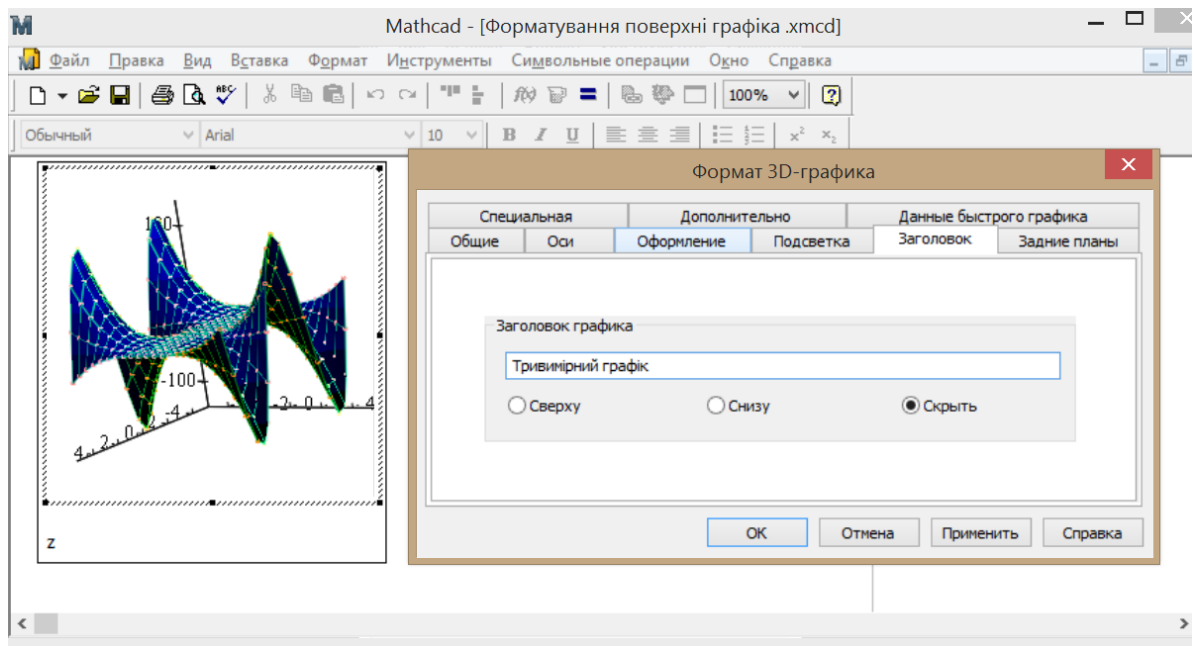 Mathcad - [Форматування поверхні графіка .xmcd]
Файл Правка Вид Вставка Формат Инструменты Символьные операции Окно Справка
100%
Обычный Arial 10 B I U
Формат 3D-графика
Специальная Дополнительно Данные быстрого графика
Общие Оси Оформление Подсветка Заголовок Задние планы
Заголовок графика
Тривимірний графік
Сверху Снизу Скрыть
OK Отмена Применить Справка
-100
-4 -2 0 4
4 2 0
z